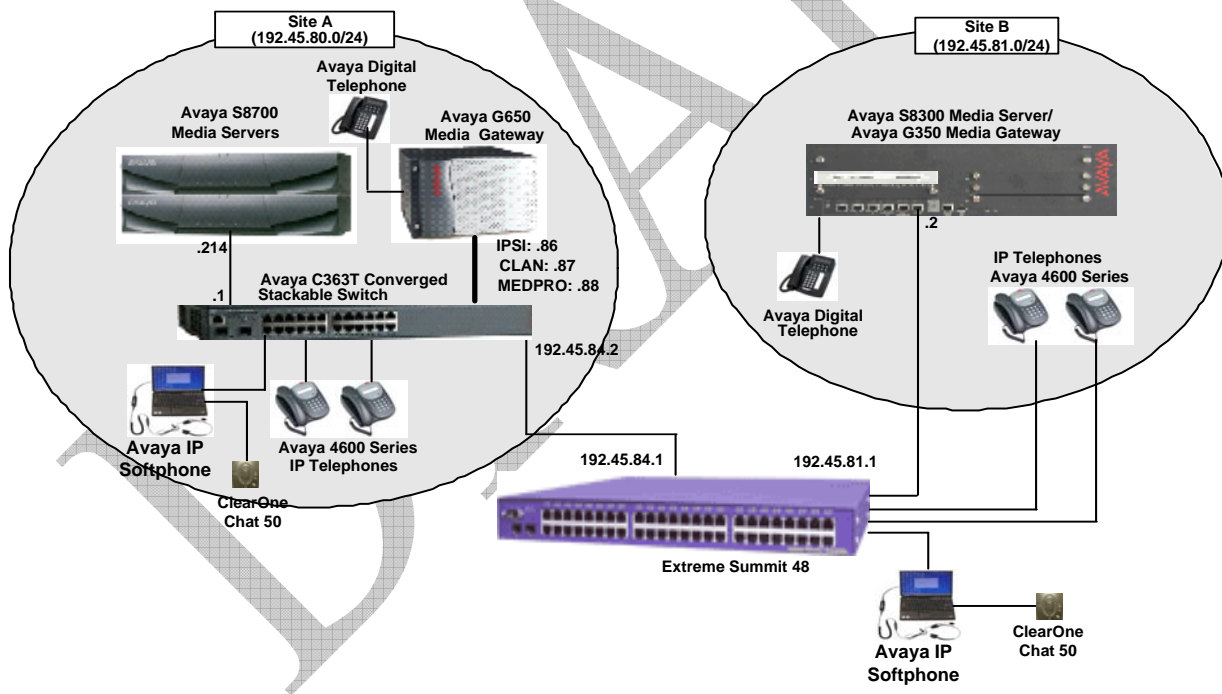 Site A
(192.45.80.0/24)
Site B
(192.45.81.0/24)
Avaya Digital
Telephone
Avaya S8700
Media Servers
Avaya G650
Media Gateway
Avaya S8300 Media Server/
Avaya G350 Media Gateway
AVAYA
.214
IPSI: .86
CLAN: .87
MEDPRO: .88
.2
.1
Avaya C363T Converged
Stackable Switch
192.45.84.2
Avaya Digital
Telephone
IP Telephones
Avaya 4600 Series
Avaya IP
Softphone
Avaya 4600 Series
IP Telephones
ClearOne
Chat 50
192.45.84.1
192.45.81.1
Extreme Summit 48
Avaya IP
Softphone
ClearOne
Chat 50